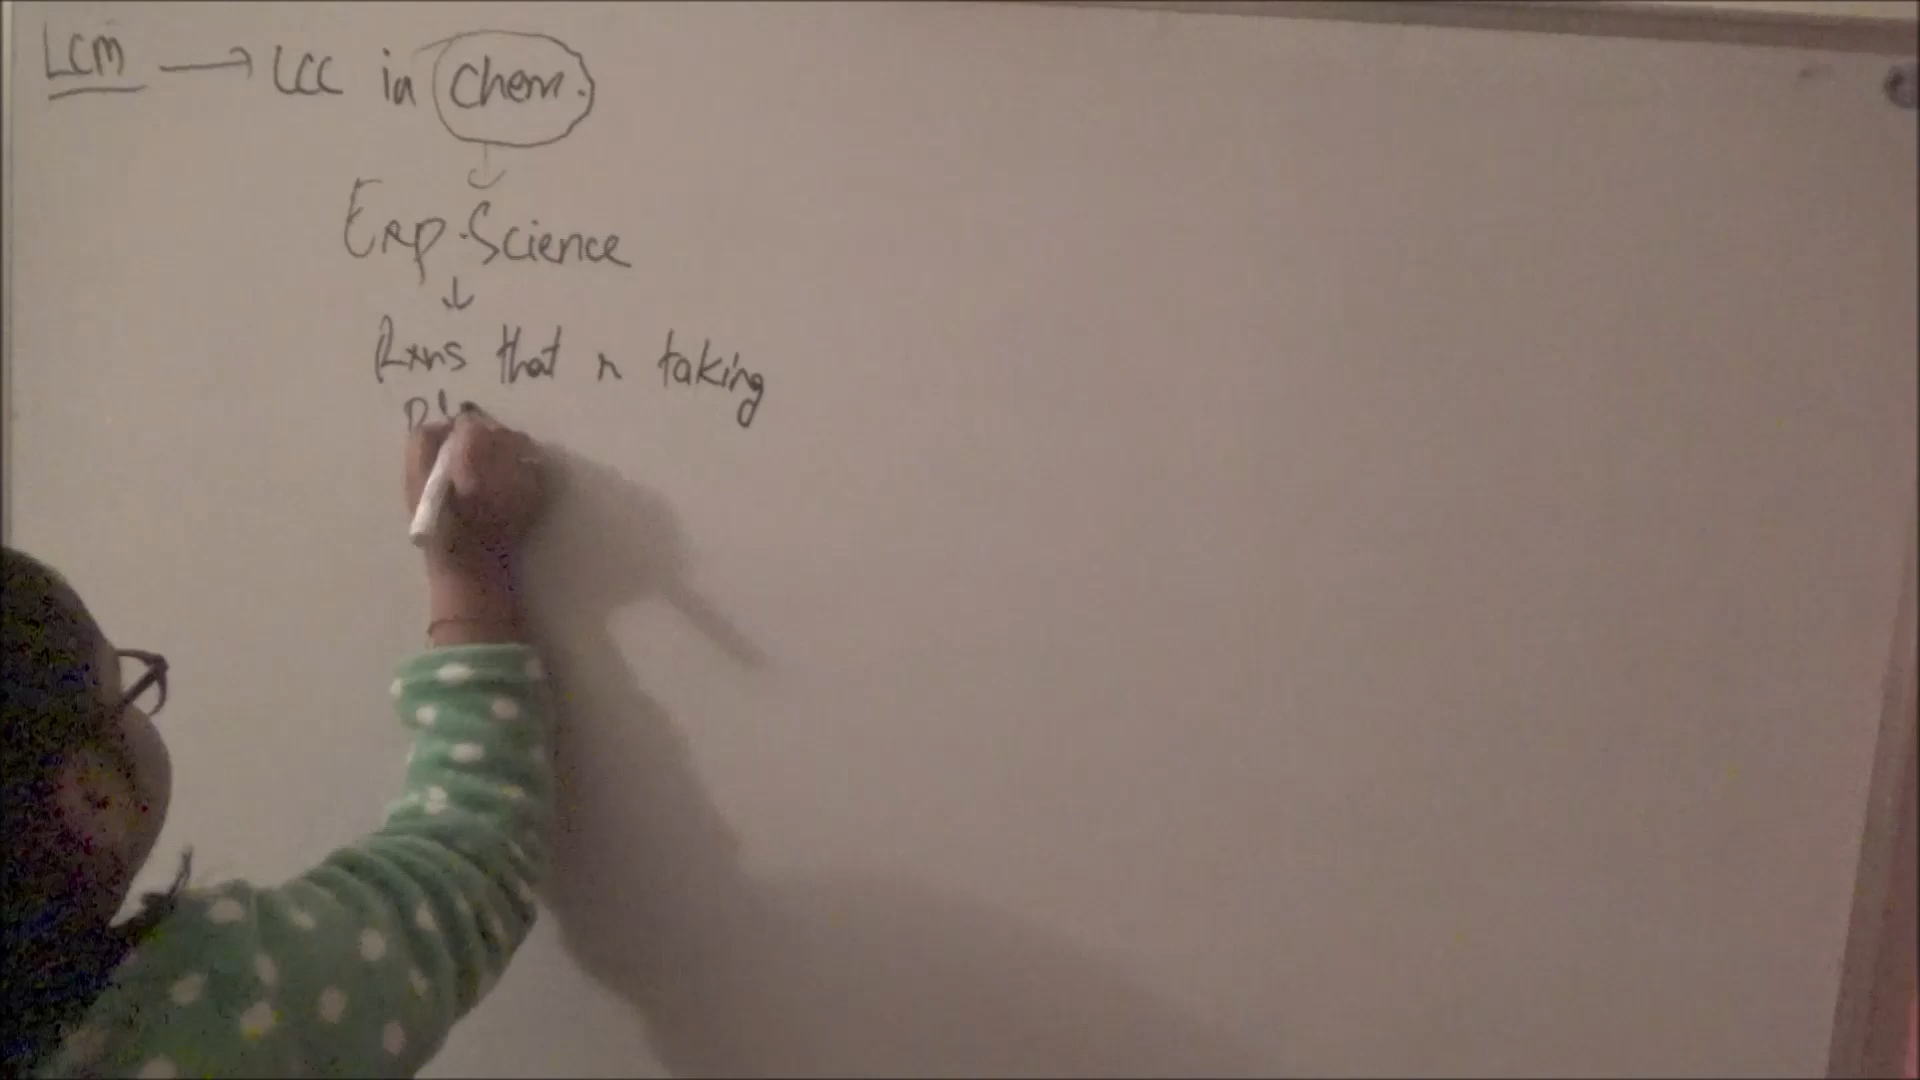 LCM → LCC in Chem.
Exp. Science
↓
Rxns that r taking